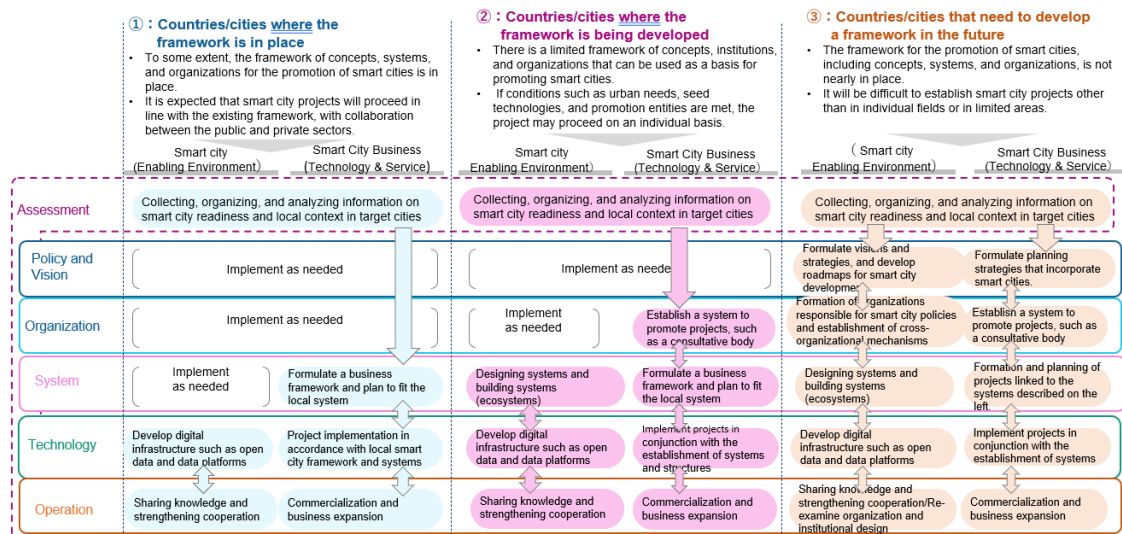 ①：Countries/cities where the
framework is in place
• To some extent, the framework of concepts, systems,
and organizations for the promotion of smart cities is in
place.
• It is expected that smart city projects will proceed in
line with the existing framework, with collaboration
between the public and private sectors.
②：Countries/cities where the
framework is being developed
• There is a limited framework of concepts, institutions,
and organizations that can be used as a basis for
promoting smart cities.
• If conditions such as urban needs, seed
technologies, and promotion entities are met, the
project may proceed on an individual basis.
③：Countries/cities that need to develop
a framework in the future
• The framework for the promotion of smart cities,
including concepts, systems, and organizations, is not
nearly in place.
• It will be difficult to establish smart city projects other
than in individual fields or in limited areas.
Smart city
(Enabling Environment）
Smart City Business
(Technology & Service)
Smart city
Enabling Environment）
Smart City Business
(Technology & Service)
( Smart city
Enabling Environment）
Smart City Business
(Technology & Service)
Assessment
Collecting, organizing, and analyzing information on
smart city readiness and local context in target cities
Collecting, organizing, and analyzing information on
smart city readiness and local context in target cities
Collecting, organizing, and analyzing information on
smart city readiness and local context in target cities
Policy and
Vision
Implement as needed
Implement as neede
Formulate visions and
strategies, and develop
roadmaps for smart city
development
Formulate planning
strategies that incorporate
smart cities.
Organization
Implement as needed
Implement
as needed
Establish a system to
promote projects, such
as a consultative body
Formation of organizations
responsible for smart city policies
and establishment of cross-
organizational mechanisms
Establish a system to
promote projects, such as
a consultative body
System
Implement
as needed
Formulate a business
framework and plan to fit the
local system
Designing systems and
building systems
(ecosystems)
Formulate a business
framework and plan to fit
the local system
Designing systems and
building systems
(ecosystems)
Formation and planning of
projects linked to the
systems described on the
left.
Technology
Develop digital
infrastructure such as open
data and data platforms
Project implementation in
accordance with local smart
city framework and systems
Develop digital
infrastructure such as open
data and data platforms
Implement projects in
conjunction with the
establishment of systems
and structures
Develop digital
infrastructure such as open
data and data platforms
Implement projects in
conjunction with the
establishment of systems
Operation
Sharing knowledge and
strengthening cooperation
Commercialization and
business expansion
Sharing knowledge and
strengthening cooperation
Commercialization and
business expansion
Sharing knowledge and
strengthening cooperation/Re-
examine organization and
institutional design
Commercialization and
business expansion